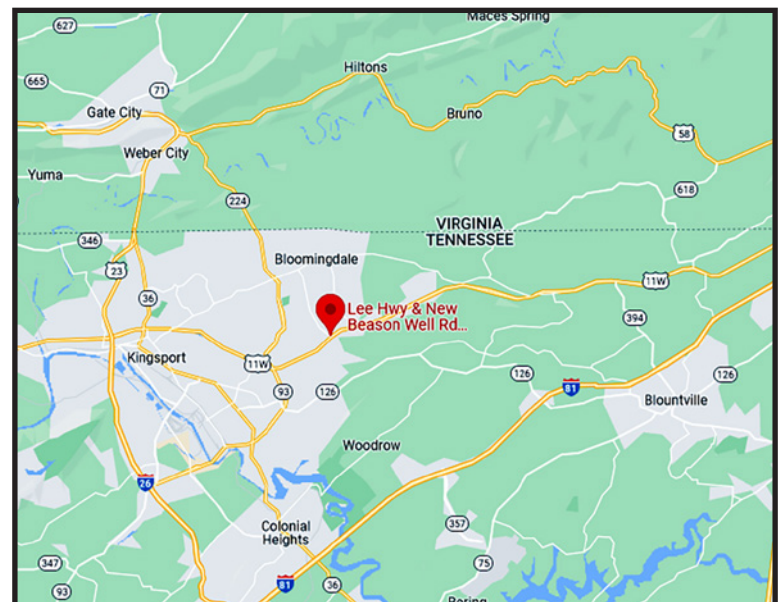 Maces Spring
627
Hiltons
665
71
Gate City
Bruno
58
Weber City
Yuma
618
224
VIRGINIA
TENNESSEE
346
Bloomingdale
23
11W
36
Lee Hwy & New
Beason Well Rd...
394
Kingsport
11W
126
126
93
126
81
Blountville
Woodrow
26
357
Colonial
Heights
347
75
81
36
93